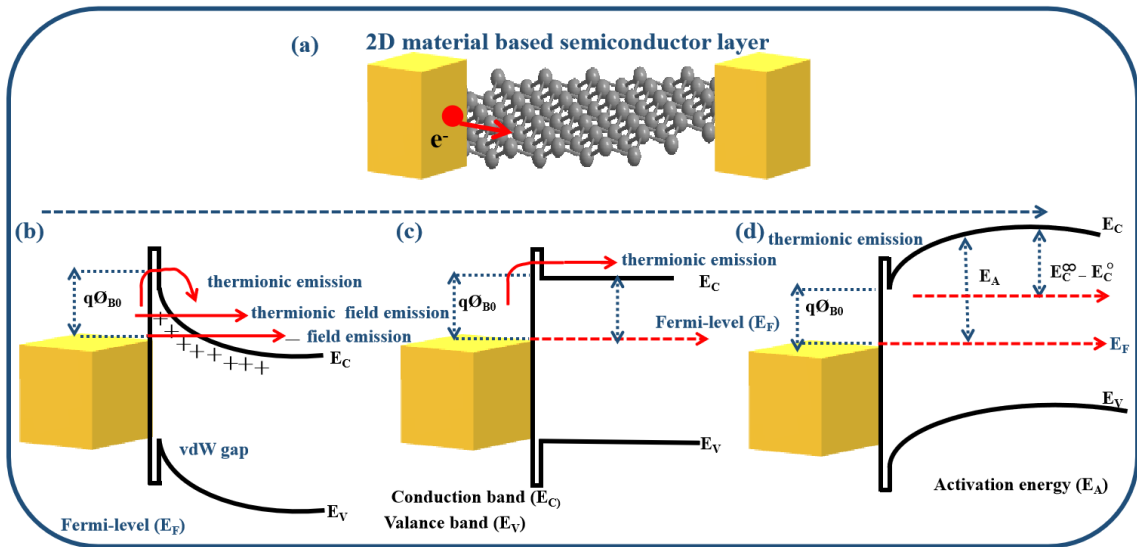 (a) 2D material based semiconductor layer
e-
(b)
qØB0
thermionic emission
thermionic field emission
field emission
+ + + + + + + + +
EC
vdW gap
EV
Fermi-level (EF)
(c)
thermionic emission
qØB0
EC
Fermi-level (EF)
EV
Conduction band (EC)
Valance band (EV)
(d)
thermionic emission
EC
EA
EC∞ – EC°
qØB0
EF
EV
Activation energy (EA)